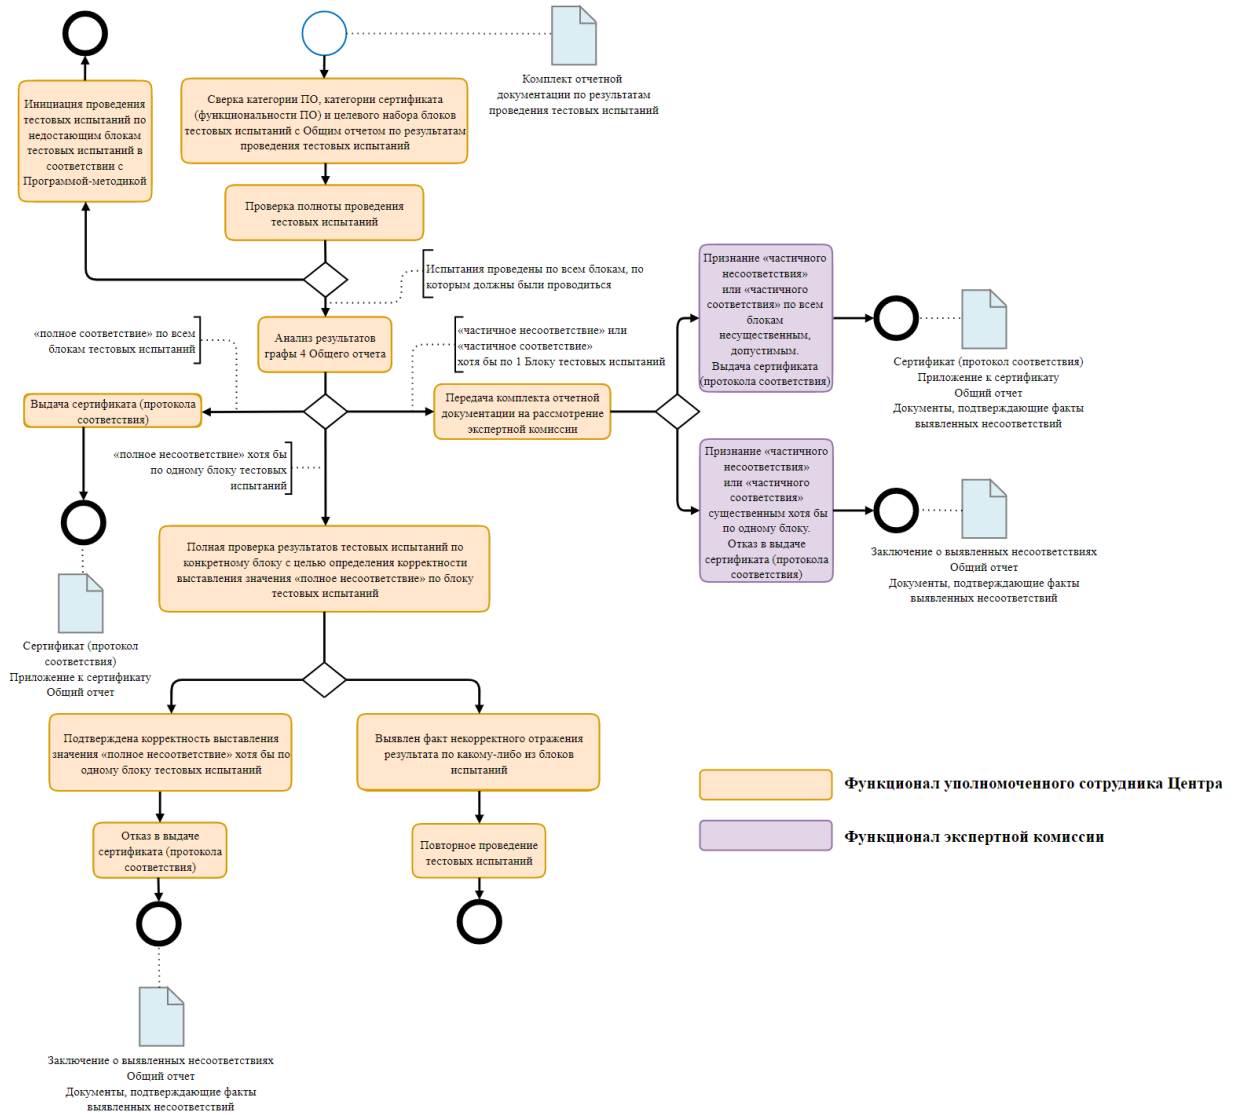 Комплект отчетной
документации по результатам
проведения тестовых испытаний
Инициация проведения
тестовых испытаний по
недостающим блокам
тестовых испытаний в
соответствии с
Программой-методикой
Сверка категории ПО, категории сертификата
(функциональности ПО) и целевого набора блоков
тестовых испытаний с Общим отчетом по результатам
проведения тестовых испытаний
Проверка полноты проведения
тестовых испытаний
Испытания проведены по всем блокам, по
которым должны были проводиться
«полное соответствие» по всем
блокам тестовых испытаний
Анализ результатов
графы 4 Общего отчета
«частичное несоответствие» или
«частичное соответствие»
хотя бы по 1 Блоку тестовых испытаний
Признание «частичного
несоответствия»
или «частичного
соответствия» по всем
блокам
несущественным,
допустимым.
Выдача сертификата
(протокола соответствия)
Сертификат (протокол соответствия)
Приложение к сертификату
Общий отчет
Документы, подтверждающие факты
выявленных несоответствий
Выдача сертификата (протокола
соответствия)
Передача комплекта отчетной
документации на рассмотрение
экспертной комиссии
«полное несоответствие» хотя бы
по одному блоку тестовых
испытаний
Признание «частичного
несоответствия»
или «частичного
соответствия»
существенным хотя бы
по одному блоку.
Отказ в выдаче
сертификата (протокола
соответствия)
Заключение о выявленных несоответствиях
Общий отчет
Документы, подтверждающие факты
выявленных несоответствий
Полная проверка результатов тестовых испытаний по
конкретному блоку с целью определения корректности
выставления значения «полное несоответствие» по блоку
тестовых испытаний
Сертификат (протокол
соответствия)
Приложение к сертификату
Общий отчет
Подтверждена корректность выставления
значения «полное несоответствие» хотя бы по
одному блоку тестовых испытаний
Выявлен факт некорректного отражения
результата по какому-либо из блоков
испытаний
Функционал уполномоченного сотрудника Центра
Функционал экспертной комиссии
Отказ в выдаче
сертификата (протокола
соответствия)
Повторное проведение
тестовых испытаний
Заключение о выявленных несоответствиях
Общий отчет
Документы, подтверждающие факты
выявленных несоответствий